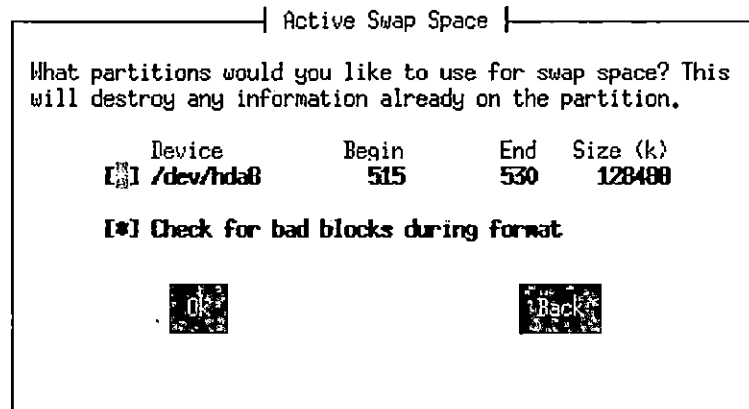 Active Swap Space
What partitions would you like to use for swap space? This
will destroy any information already on the partition.
Device Begin End Size (k)
[*] /dev/hda8 515 530 128488
[*] Check for bad blocks during format
Ok Back